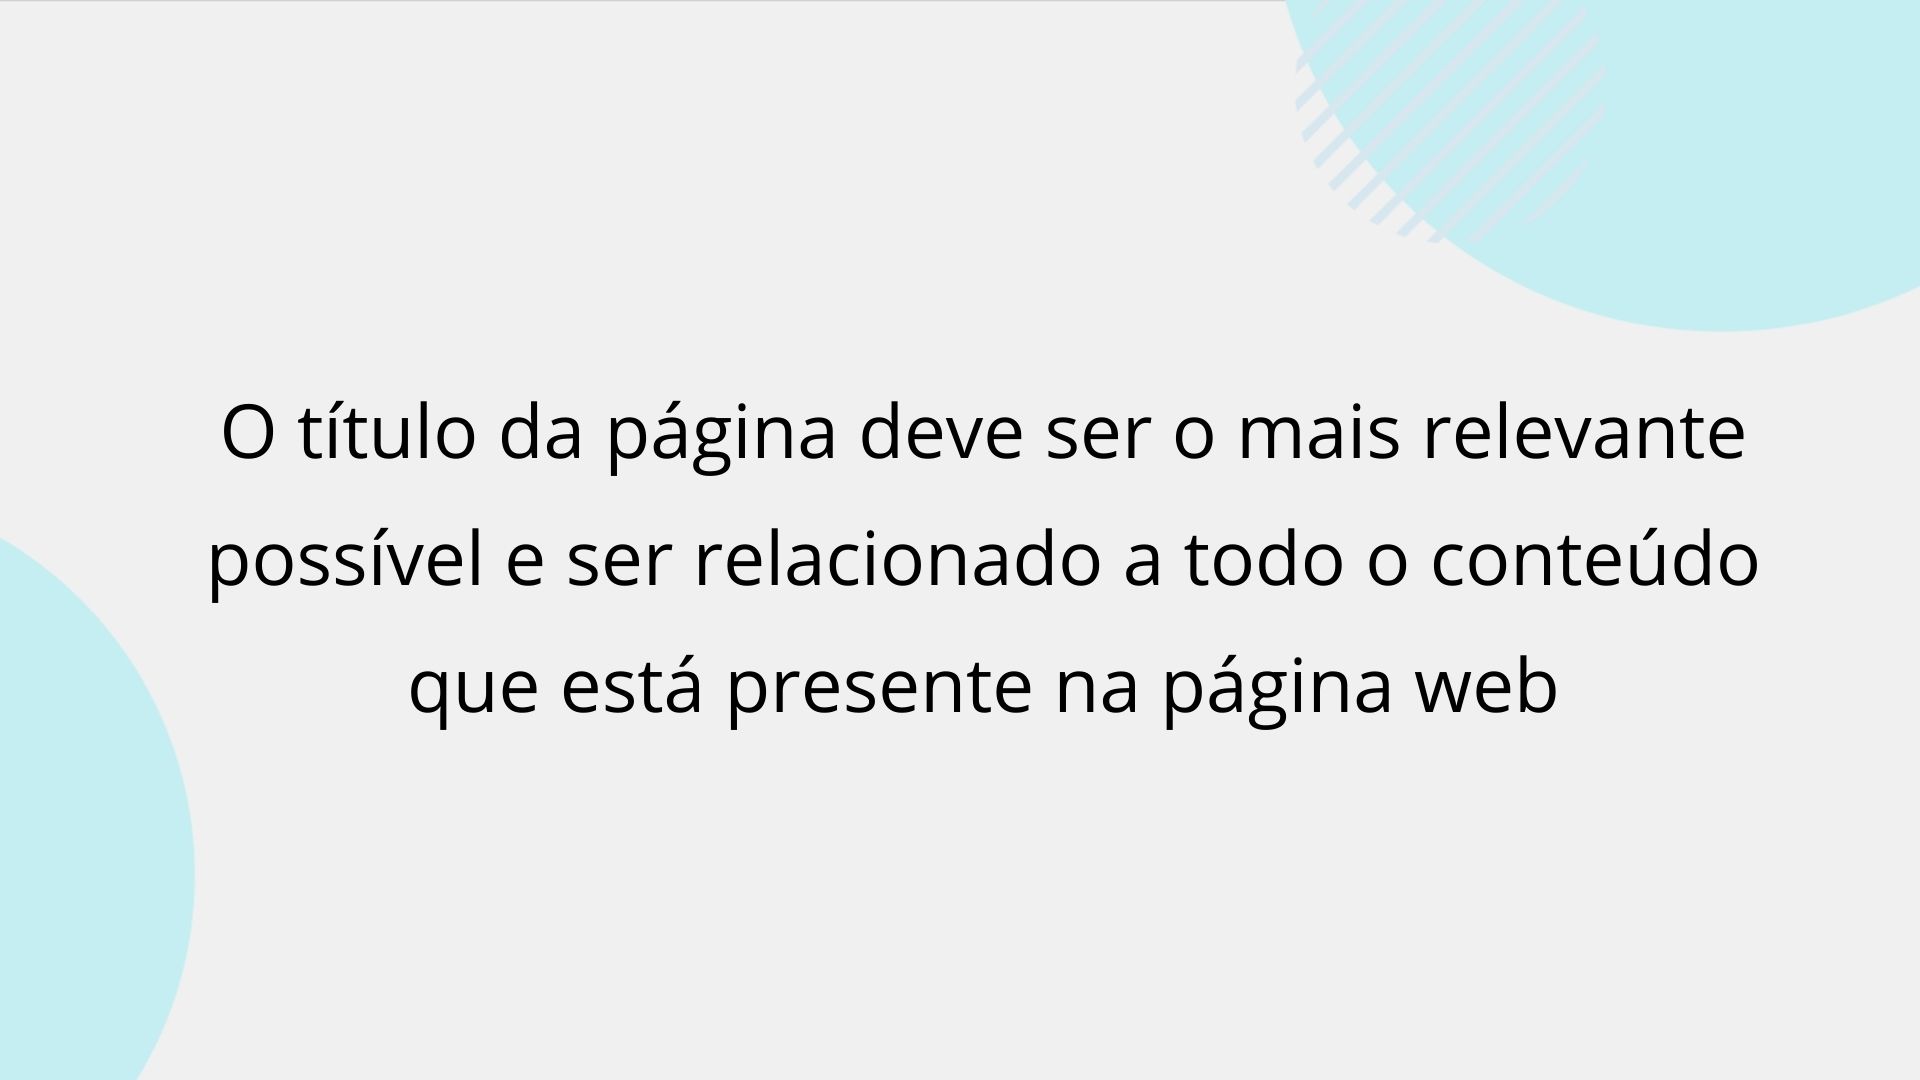 O título da página deve ser o mais relevante
possível e ser relacionado a todo o conteúdo
que está presente na página web